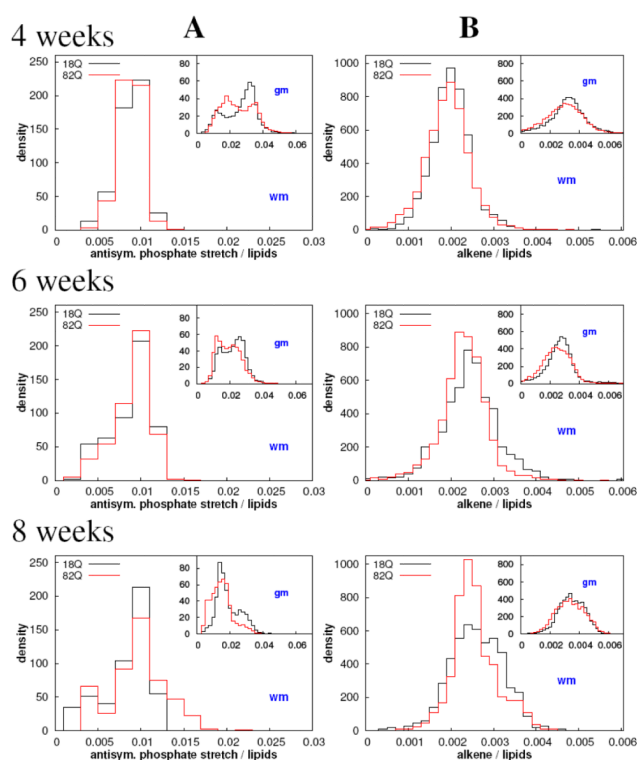 A B
4 weeks
250
200
150
100
50
0
density
18Q
82Q
80
60
40
20
0
0.02 0.04 0.06
gm
wm
0 0.005 0.01 0.015 0.02 0.025 0.03
antisym. phosphate stretch / lipids
1000
800
600
400
200
0
density
18Q
82Q
800
600
400
200
0
0 0.002 0.004 0.006
gm
wm
0 0.001 0.002 0.003 0.004 0.005 0.006
alkene / lipids
6 weeks
250
200
150
100
50
0
density
18Q
82Q
80
60
40
20
0
0 0.02 0.04 0.06
gm
wm
0 0.005 0.01 0.015 0.02 0.025 0.03
antisym. phosphate stretch / lipids
1000
800
600
400
200
0
density
18Q
82Q
800
600
400
200
0
0 0.002 0.004 0.006
gm
wm
0 0.001 0.002 0.003 0.004 0.005 0.006
alkene / lipids
8 weeks
250
200
150
100
50
0
density
18Q
82Q
80
60
40
20
0
0 0.02 0.04 0.06
gm
wm
0 0.005 0.01 0.015 0.02 0.025 0.03
antisym. phosphate stretch / lipids
1000
800
600
400
200
0
density
18Q
82Q
800
600
400
200
0
0 0.002 0.004 0.006
gm
wm
0 0.001 0.002 0.003 0.004 0.005 0.006
alkene / lipids